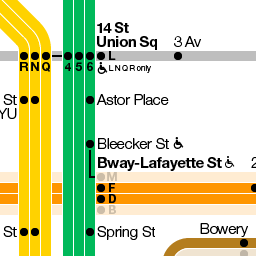 14 St
Union Sq
3 Av
R N Q
4 5 6
L
L N Q R only
St
YU
Astor Place
Bleecker St
Bway-Lafayette St
2
M
F
D
B
St
Spring St
Bowery